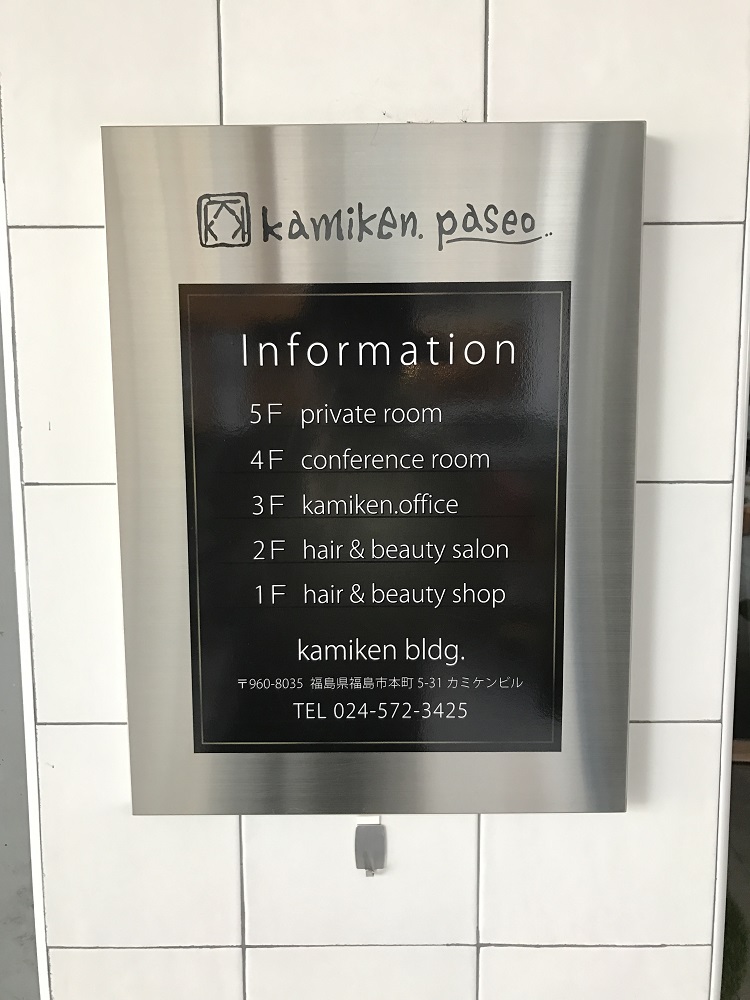 kamiken. paseo..
Information
5F private room
4F conference room
3F kamiken.office
2F hair & beauty salon
1F hair & beauty shop
kamiken bldg.
〒960-8035 福島県福島市本町 5-31 カミケンビル
TEL 024-572-3425